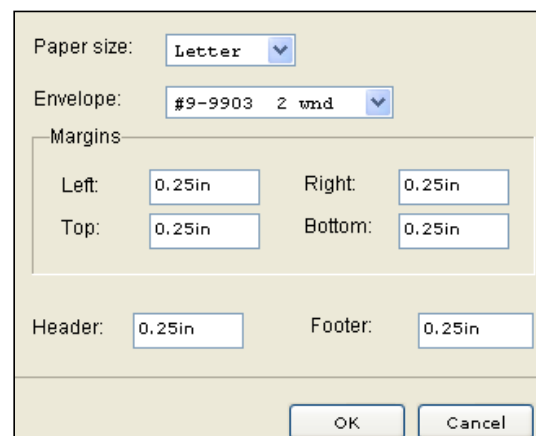 Paper size: Letter
Envelope: #9-9903 2 wnd
Margins
Left: 0.25in Right: 0.25in
Top: 0.25in Bottom: 0.25in
Header: 0.25in Footer: 0.25in
OK Cancel